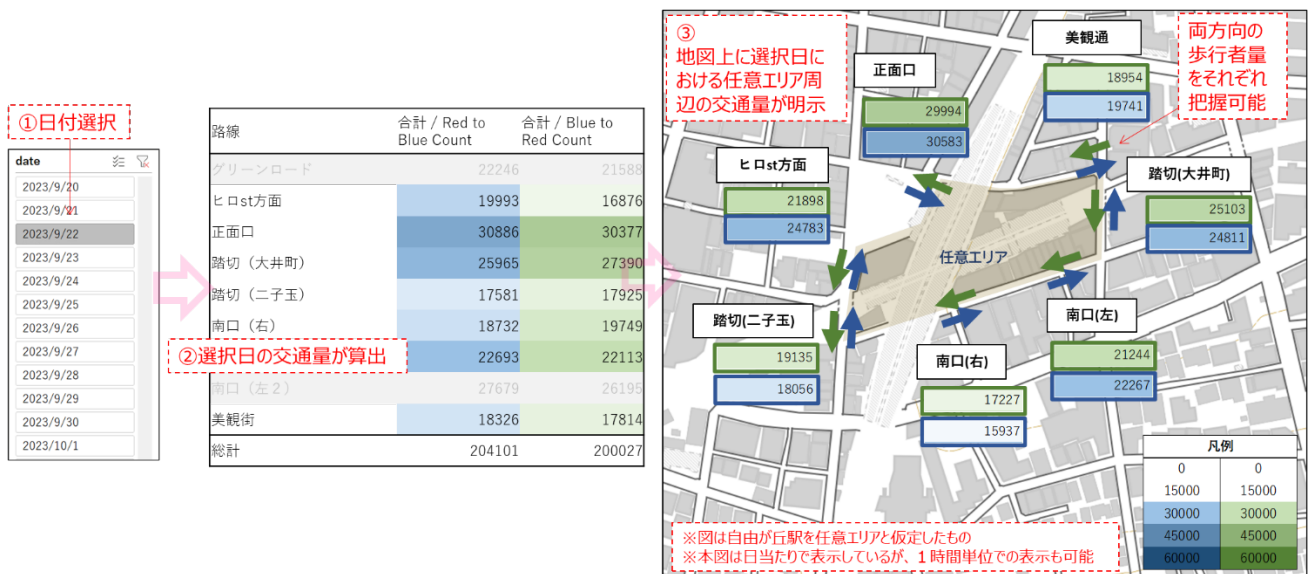 ①日付選択
date
2023/9/20
2023/9/21
2023/9/22
2023/9/23
2023/9/24
2023/9/25
2023/9/26
2023/9/27
2023/9/28
2023/9/29
2023/9/30
2023/10/1
路線 合計 / Red to Blue Count 合計 / Blue to Red Count
グリーンロード 22246 21588
ヒロst方面 19993 16876
正面口 30886 30377
踏切（大井町） 25965 27390
踏切（二子玉） 17581 17925
南口（右） 18732 19749
②選択日の交通量が算出
22693 22113
南口（左２） 27679 26195
美観街 18326 17814
総計 204101 200027
③
地図上に選択日に
おける任意エリア周
辺の交通量が明示
美観通
18954
19741
両方向の
歩行者量
をそれぞれ
把握可能
正面口
29994
30583
ヒロst方面
21898
24783
踏切(大井町)
25103
24811
任意エリア
踏切(二子玉)
19135
18056
南口(右)
17227
15937
南口(左)
21244
22267
凡例
0 0
15000 15000
30000 30000
45000 45000
60000 60000
※図は自由が丘駅を任意エリアと仮定したもの
※本図は日当たりで表示しているが、１時間単位での表示も可能